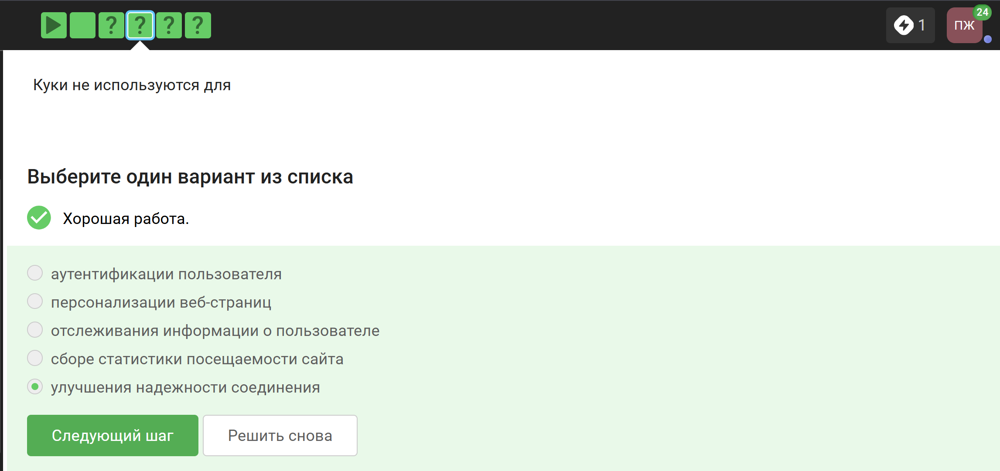 ? ? ? ?
1
ПЖ
24
Куки не используются для
Выберите один вариант из списка
Хорошая работа.
аутентификации пользователя
персонализации веб-страниц
отслеживания информации о пользователе
сборе статистики посещаемости сайта
улучшения надежности соединения
Следующий шаг
Решить снова